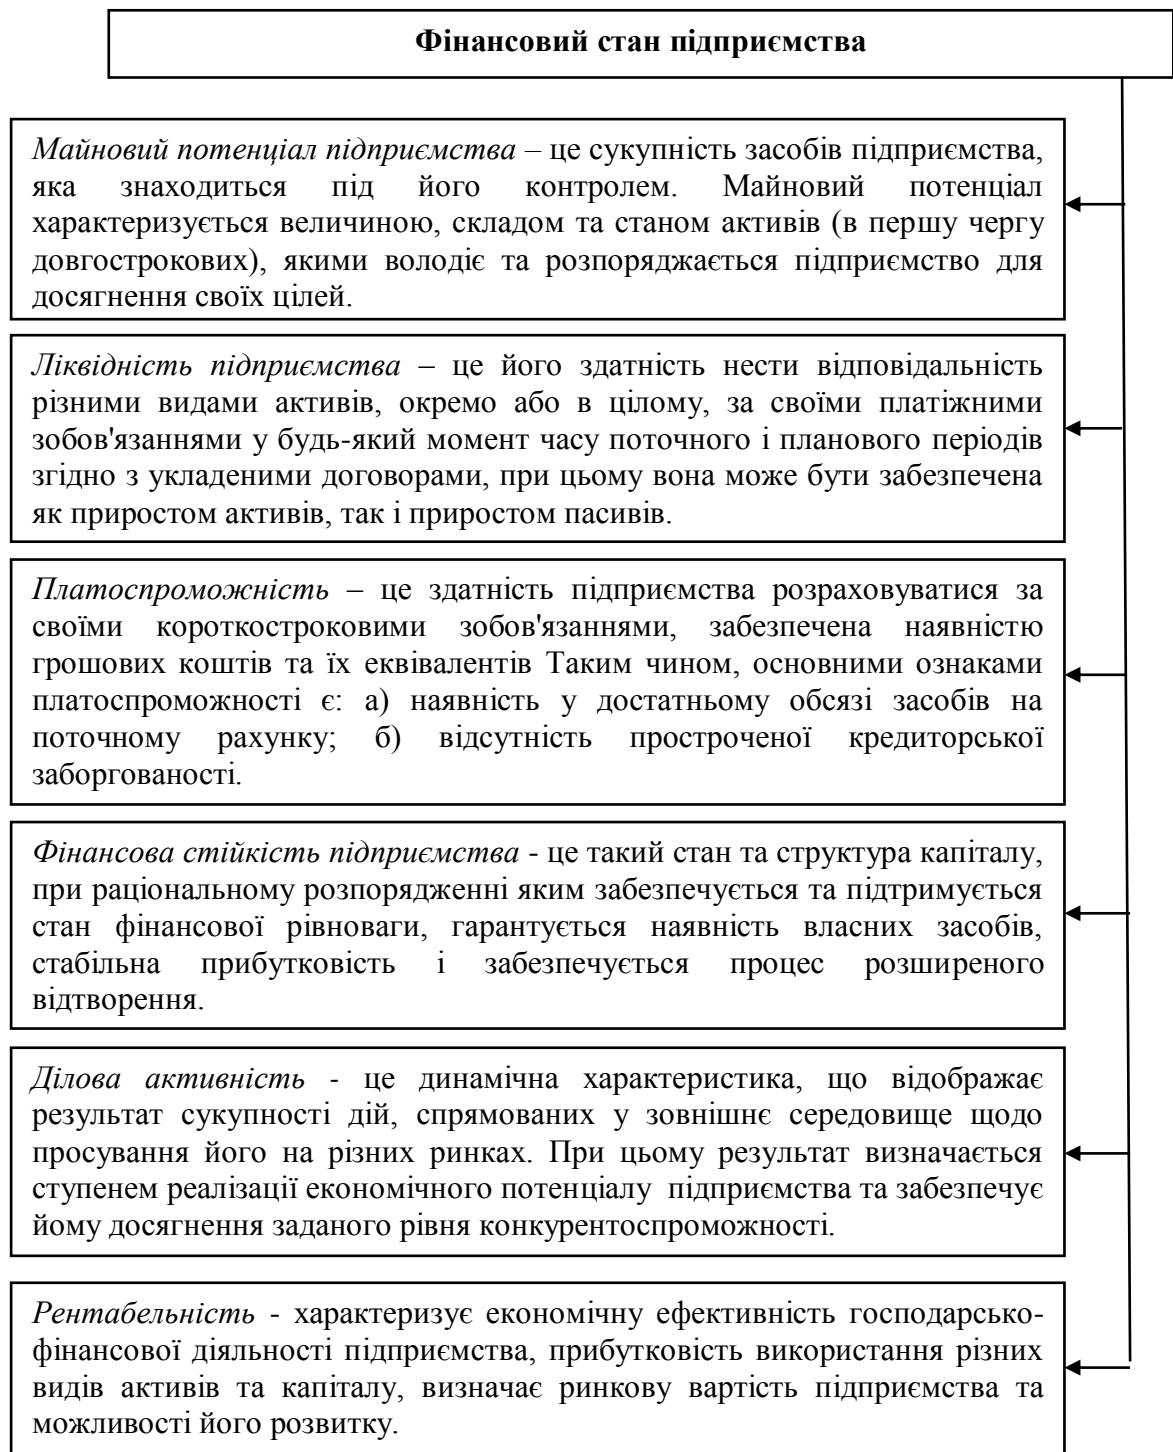 Фінансовий стан підприємства
Майновий потенціал підприємства – це сукупність засобів підприємства,
яка знаходиться під його контролем. Майновий потенціал
характеризується величиною, складом та станом активів (в першу чергу
довгострокових), якими володіє та розпоряджається підприємство для
досягнення своїх цілей.
Ліквідність підприємства – це його здатність нести відповідальність
різними видами активів, окремо або в цілому, за своїми платіжними
зобов'язаннями у будь-який момент часу поточного і планового періодів
згідно з укладеними договорами, при цьому вона може бути забезпечена
як приростом активів, так і приростом пасивів.
Платоспроможність – це здатність підприємства розраховуватися за
своїми короткостроковими зобов'язаннями, забезпечена наявністю
грошових коштів та їх еквівалентів Таким чином, основними ознаками
платоспроможності є: а) наявність у достатньому обсязі засобів на
поточному рахунку; б) відсутність простроченої кредиторської
заборгованості.
Фінансова стійкість підприємства - це такий стан та структура капіталу,
при раціональному розпорядженні яким забезпечується та підтримується
стан фінансової рівноваги, гарантується наявність власних засобів,
стабільна прибутковість і забезпечується процес розширеного
відтворення.
Ділова активність - це динамічна характеристика, що відображає
результат сукупності дій, спрямованих у зовнішнє середовище щодо
просування його на різних ринках. При цьому результат визначається
ступенем реалізації економічного потенціалу підприємства та забезпечує
йому досягнення заданого рівня конкурентоспроможності.
Рентабельність - характеризує економічну ефективність господарсько-
фінансової діяльності підприємства, прибутковість використання різних
видів активів та капіталу, визначає ринкову вартість підприємства та
можливості його розвитку.